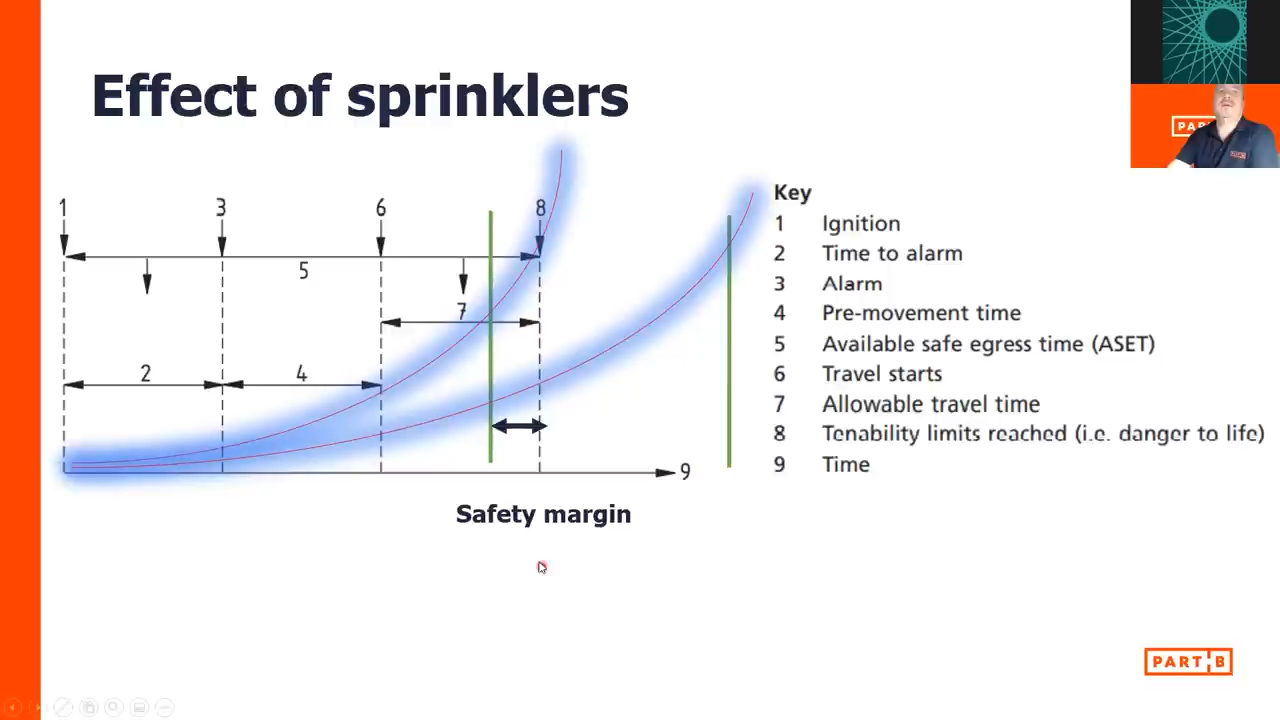 Effect of sprinklers
1 3 6 8
5
7
2 4
9
Safety margin
Key
1 Ignition
2 Time to alarm
3 Alarm
4 Pre-movement time
5 Available safe egress time (ASET)
6 Travel starts
7 Allowable travel time
8 Tenability limits reached (i.e. danger to life)
9 Time
PART B